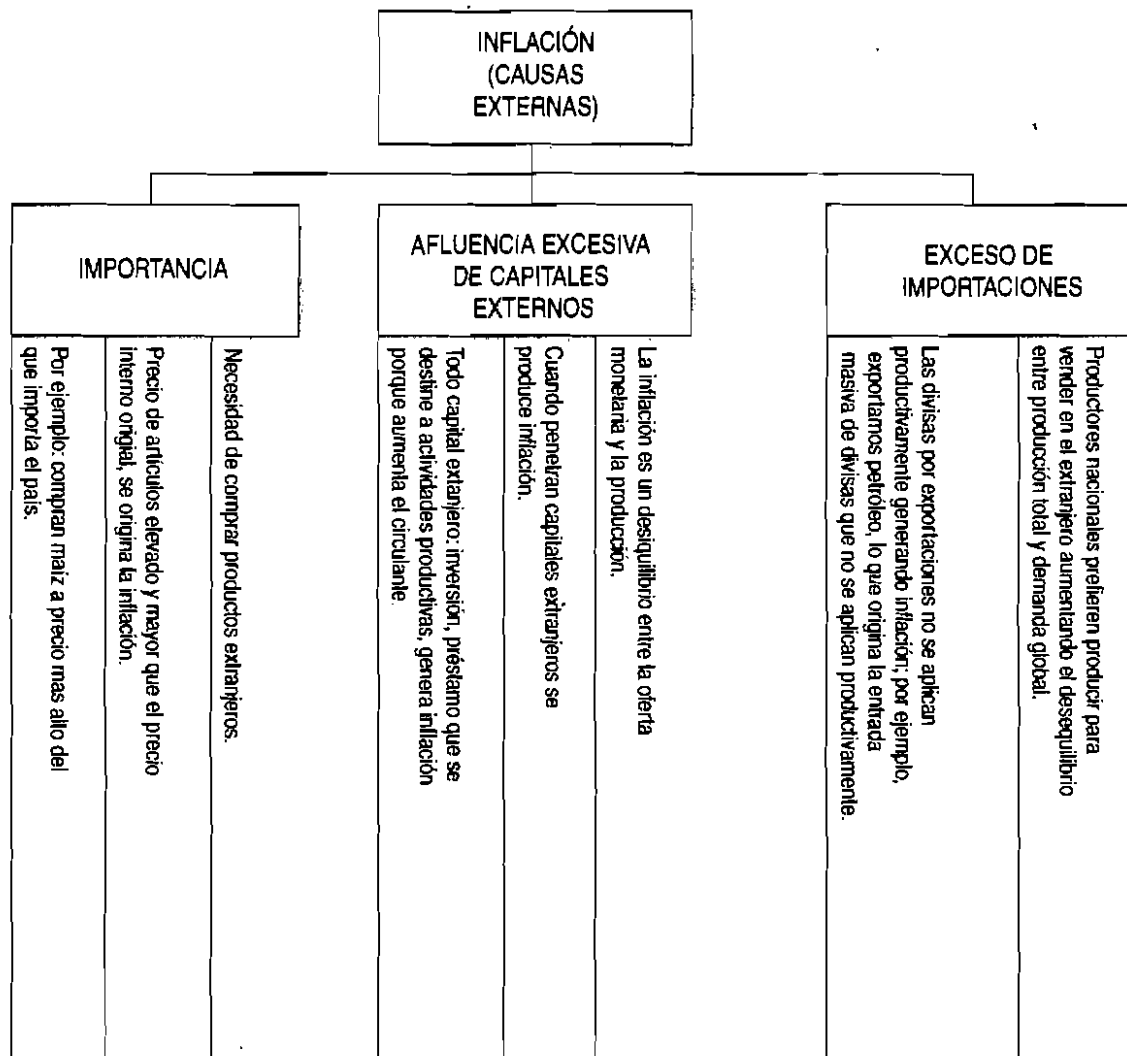 INFLACIÓN
(CAUSAS
EXTERNAS)
IMPORTANCIA
Necesidad de comprar productos extranjeros.
Precio de artículos elevado y mayor que el precio
interno origial, se origina la inflación.
Por ejemplo: compran maíz a precio mas alto del
que importa el país.
AFLUENCIA EXCESIVA
DE CAPITALES
EXTERNOS
La inflación es un desiquilibrio entre la oferta
monetaria y la producción.
Cuando penetran capitales extranjeros se
produce inflación.
Todo capital extanjero: inversión, préstamo que se
destine a actividades productivas, genera inflación
porque aumenta el circulante.
EXCESO DE
IMPORTACIONES
Productores nacionales prefieren producir para
vender en el extranjero aumentando el desequilibrio
entre producción total y demanda global.
Las divisas por exportaciones no se aplican
productivamente generando inflación; por ejemplo,
exportamos petróleo, lo que origina la entrada
masiva de divisas que no se aplican productivamente.